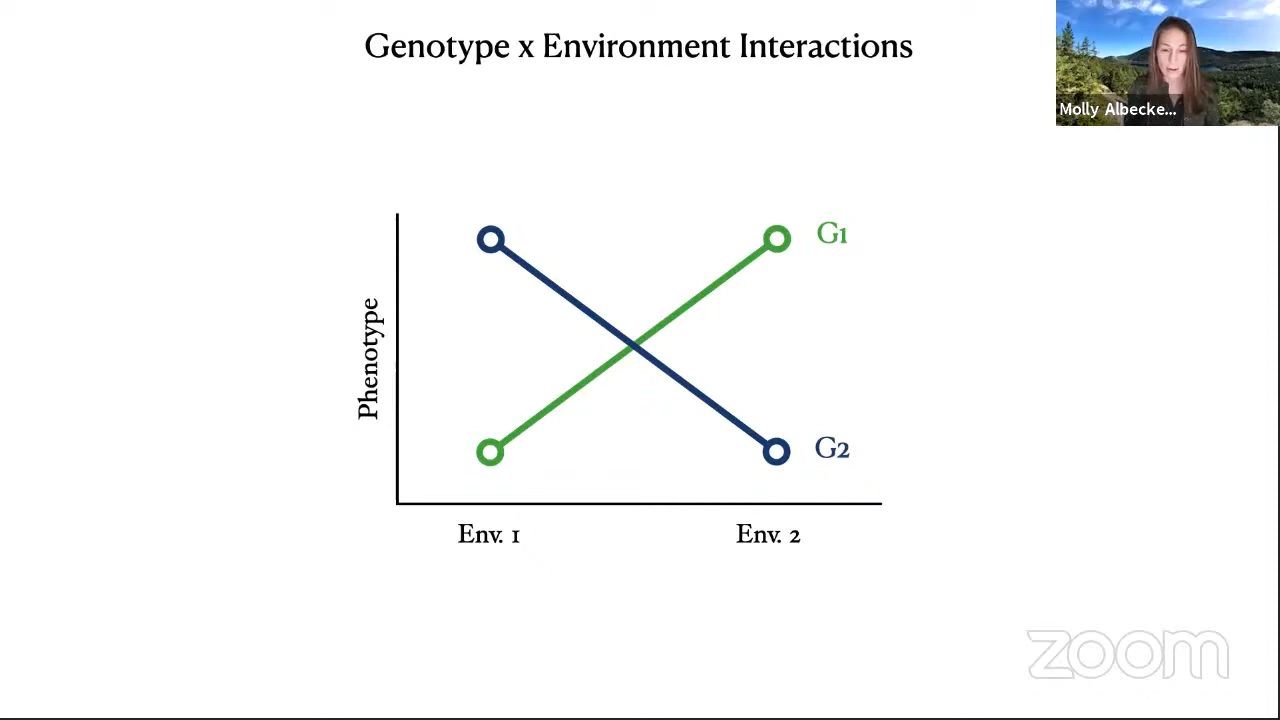 Genotype x Environment Interactions
Molly Albecke...
G1
Phenotype
G2
Env. 1
Env. 2
zoom